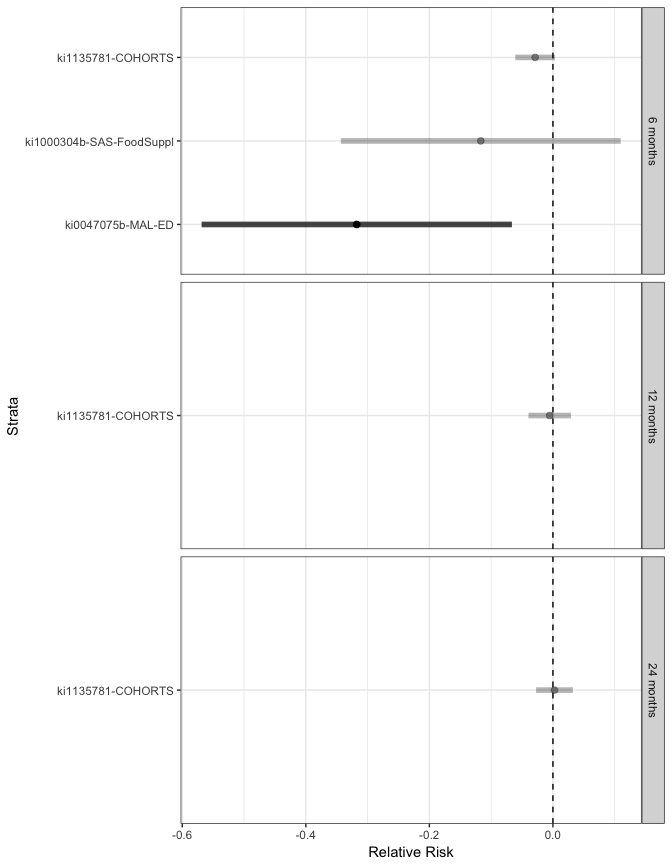 Strata
ki1135781-COHORTS
ki1000304b-SAS-FoodSuppl
ki0047075b-MAL-ED
6 months
ki1135781-COHORTS
12 months
ki1135781-COHORTS
24 months
-0.6 -0.4 -0.2 0.0
Relative Risk